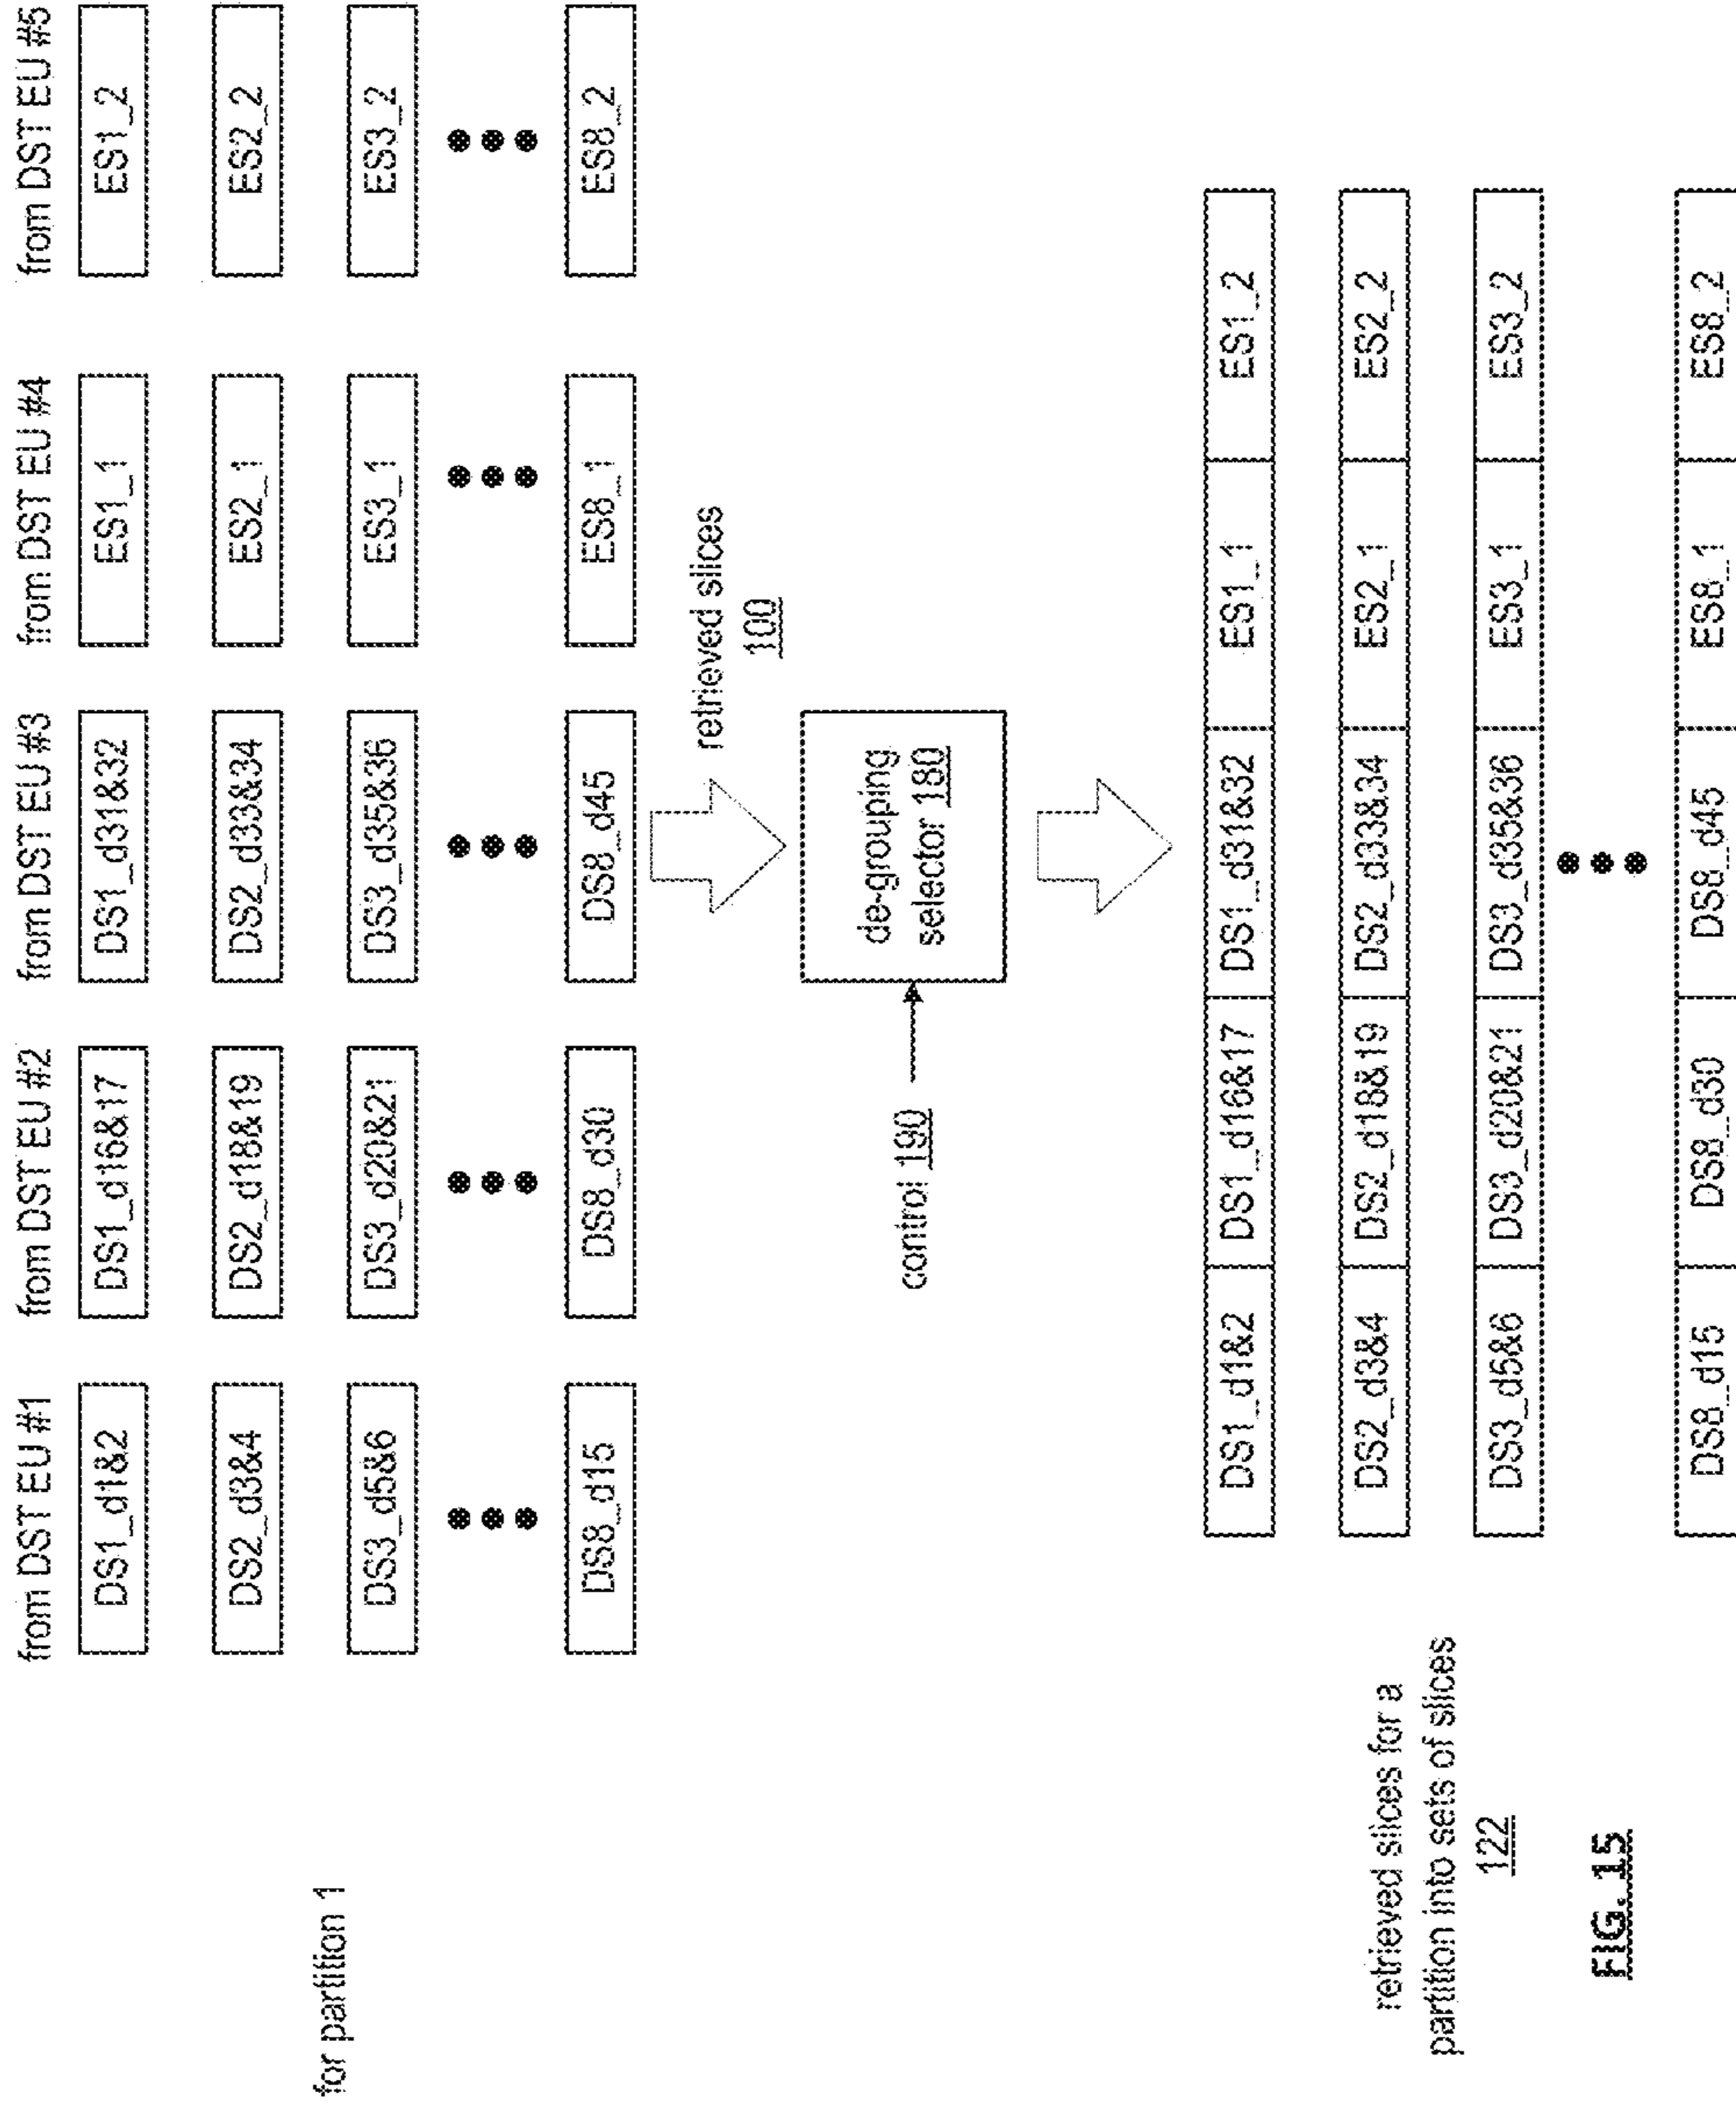 from DST EU #1
from DST EU #2
from DST EU #3
from DST EU #4
from DST EU #5
DS1_d1&2
DS1_d16&17
DS1_d31&32
ES1_1
ES1_2
DS2_d3&4
DS2_d18&19
DS2_d33&34
ES2_1
ES2_2
for partition 1
DS3_d5&6
DS3_d20&21
DS3_d35&36
ES3_1
ES3_2
DS8_d15
DS8_d30
DS8_d45
ES8_1
ES8_2
retrieved slices
100
control 190
de-grouping
selector 180
DS1_d1&2
DS1_d16&17
DS1_d31&32
ES1_1
ES1_2
DS2_d3&4
DS2_d18&19
DS2_d33&34
ES2_1
ES2_2
DS3_d5&6
DS3_d20&21
DS3_d35&36
ES3_1
ES3_2
DS8_d15
DS8_d30
DS8_d45
ES8_1
ES8_2
retrieved slices for a
partition into sets of slices
122
FIG. 15